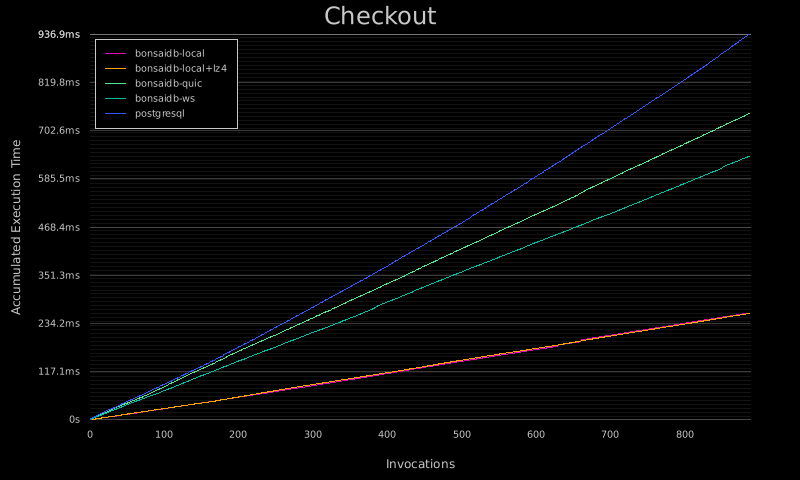 Checkout
936.9ms
819.8ms
702.6ms
585.5ms
468.4ms
351.3ms
234.2ms
117.1ms
0s
Accumulated Execution Time
bonsaidb-local
bonsaidb-local+lz4
bonsaidb-quic
bonsaidb-ws
postgresql
0 100 200 300 400 500 600 700 800
Invocations